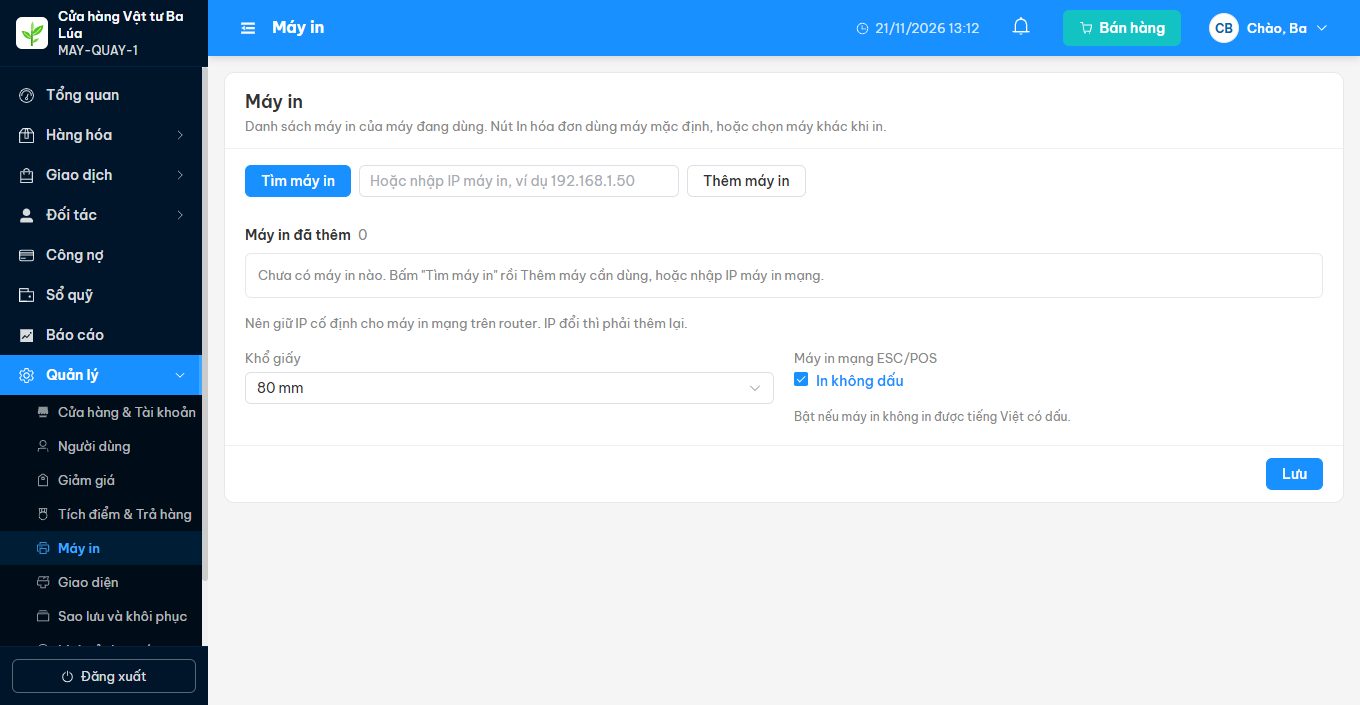 Cửa hàng Vật tư Ba
Lúa
MAY-QUAY-1
Máy in
21/11/2026 13:12
Bán hàng
CB
Chào, Ba
Tổng quan
Hàng hóa
Giao dịch
Đối tác
Công nợ
Sổ quỹ
Báo cáo
Quản lý
Cửa hàng & Tài khoản
Người dùng
Giảm giá
Tích điểm & Trả hàng
Máy in
Giao diện
Sao lưu và khôi phục
Đăng xuất
Máy in
Danh sách máy in của máy đang dùng. Nút In hóa đơn dùng máy mặc định, hoặc chọn máy khác khi in.
Tìm máy in
Hoặc nhập IP máy in, ví dụ 192.168.1.50
Thêm máy in
Máy in đã thêm 0
Chưa có máy in nào. Bấm "Tìm máy in" rồi Thêm máy cần dùng, hoặc nhập IP máy in mạng.
Nên giữ IP cố định cho máy in mạng trên router. IP đổi thì phải thêm lại.
Khổ giấy
80 mm
Máy in mạng ESC/POS
In không dấu
Bật nếu máy in không in được tiếng Việt có dấu.
Lưu